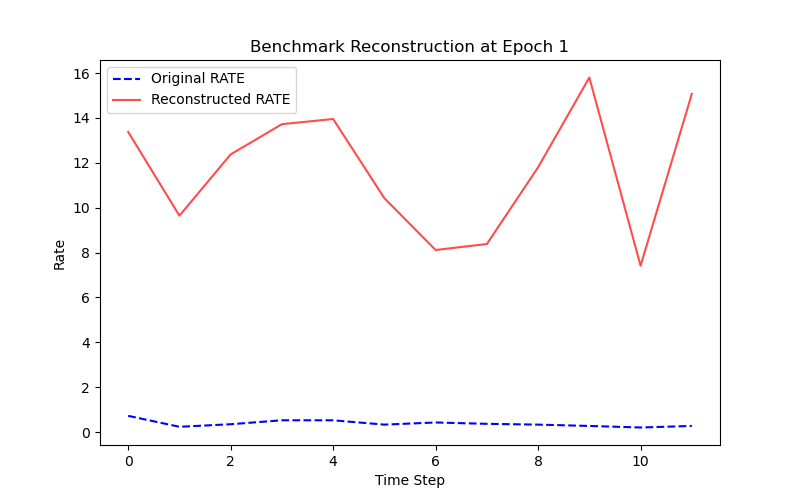 Benchmark Reconstruction at Epoch 1
Original RATE
Reconstructed RATE
16
14
12
10
8
6
4
2
0
Rate
0 2 4 6 8 10
Time Step